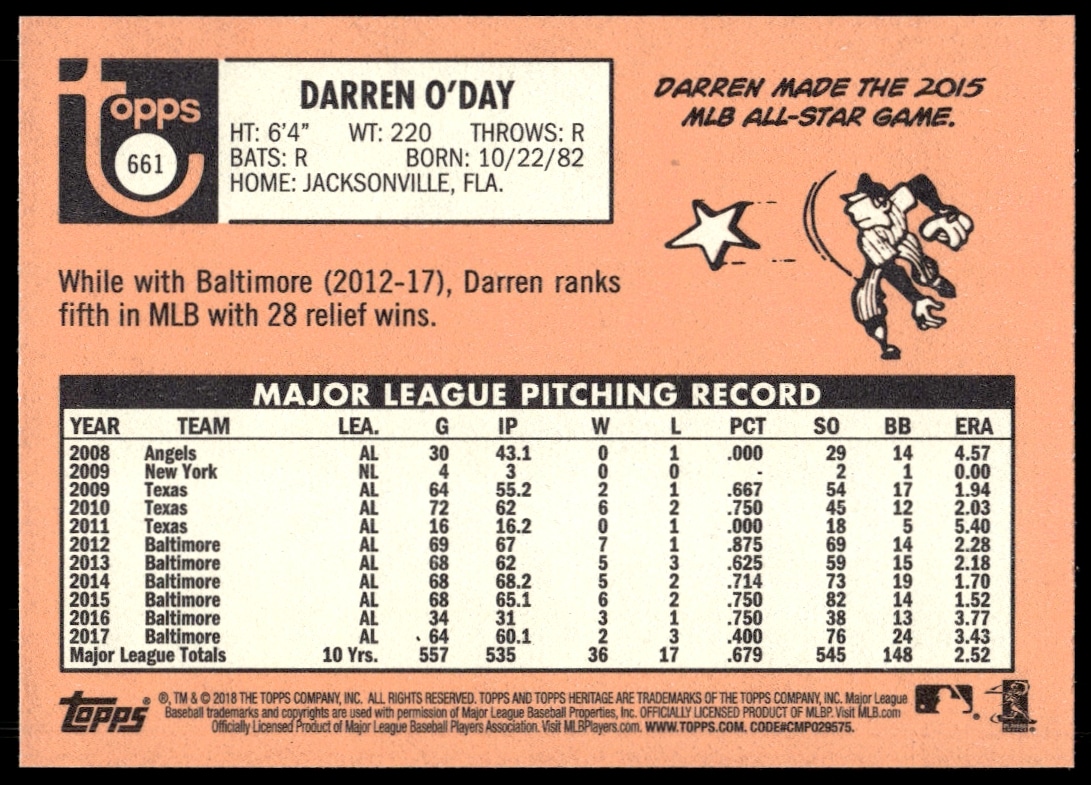 topps
661
DARREN O'DAY
HT: 6'4" WT: 220 THROWS: R
BATS: R BORN: 10/22/82
HOME: JACKSONVILLE, FLA.
DARREN MADE THE 2015
MLB ALL-STAR GAME.
While with Baltimore (2012-17), Darren ranks
fifth in MLB with 28 relief wins.
MAJOR LEAGUE PITCHING RECORD
YEAR TEAM LEA. G IP W L PCT SO BB ERA
2008 Angels AL 30 43.1 0 1 .000 29 14 4.57
2009 New York NL 4 3 0 0 - 2 1 0.00
2009 Texas AL 64 55.2 2 1 .667 54 17 1.94
2010 Texas AL 72 62 6 2 .750 45 12 2.03
2011 Texas AL 16 16.2 0 1 .000 18 5 5.40
2012 Baltimore AL 69 67 7 1 .875 69 14 2.28
2013 Baltimore AL 68 62 5 3 .625 59 15 2.18
2014 Baltimore AL 68 68.2 5 2 .714 73 19 1.70
2015 Baltimore AL 68 65.1 6 2 .750 82 14 1.52
2016 Baltimore AL 34 31 3 1 .750 38 13 3.77
2017 Baltimore AL 64 60.1 2 3 .400 76 24 3.43
Major League Totals 10 Yrs. 557 535 36 17 .679 545 148 2.52
topps®
®, TM & © 2018 THE TOPPS COMPANY, INC. ALL RIGHTS RESERVED. TOPPS AND TOPPS HERITAGE ARE TRADEMARKS OF THE TOPPS COMPANY, INC. Major League
Baseball trademarks and copyrights are used with permission of Major League Baseball Properties, Inc. OFFICIALLY LICENSED PRODUCT OF MLBP. Visit MLB.com
Officially Licensed Product of Major League Baseball Players Association. Visit MLBPlayers.com. WWW.TOPPS.COM. CODE#CMP029575.